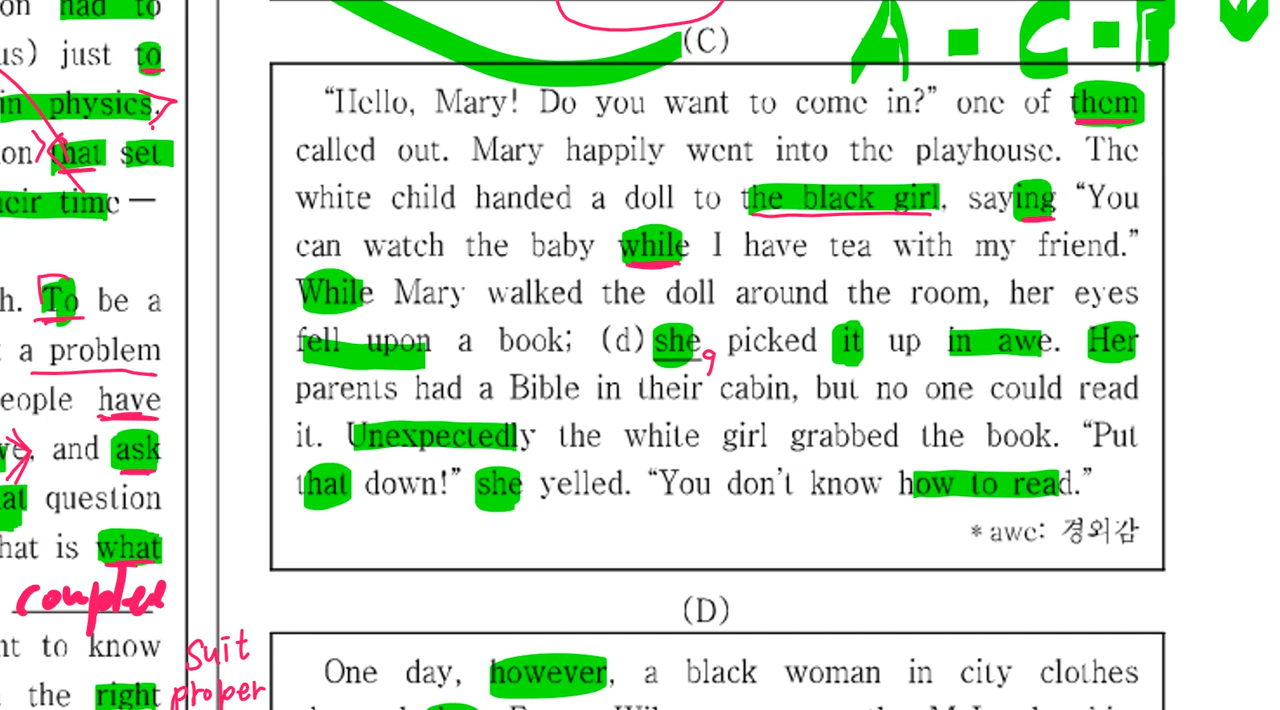 on had to
us) just to
in physics.
on that set
heir time —
h. To be a
a problem
eople have
ve, and ask
at question
hat is what
coupled
nt to know
the right
suit
proper
A - C - B ↓
(C)
“Hello, Mary! Do you want to come in?” one of them
called out. Mary happily went into the playhouse. The
white child handed a doll to the black girl, saying “You
can watch the baby while I have tea with my friend.”
While Mary walked the doll around the room, her eyes
fell upon a book; (d) she picked it up in awe. Her
parents had a Bible in their cabin, but no one could read
it. Unexpectedly the white girl grabbed the book. “Put
that down!” she yelled. “You don’t know how to read.”
* awe: 경외감
(D)
One day, however, a black woman in city clothes